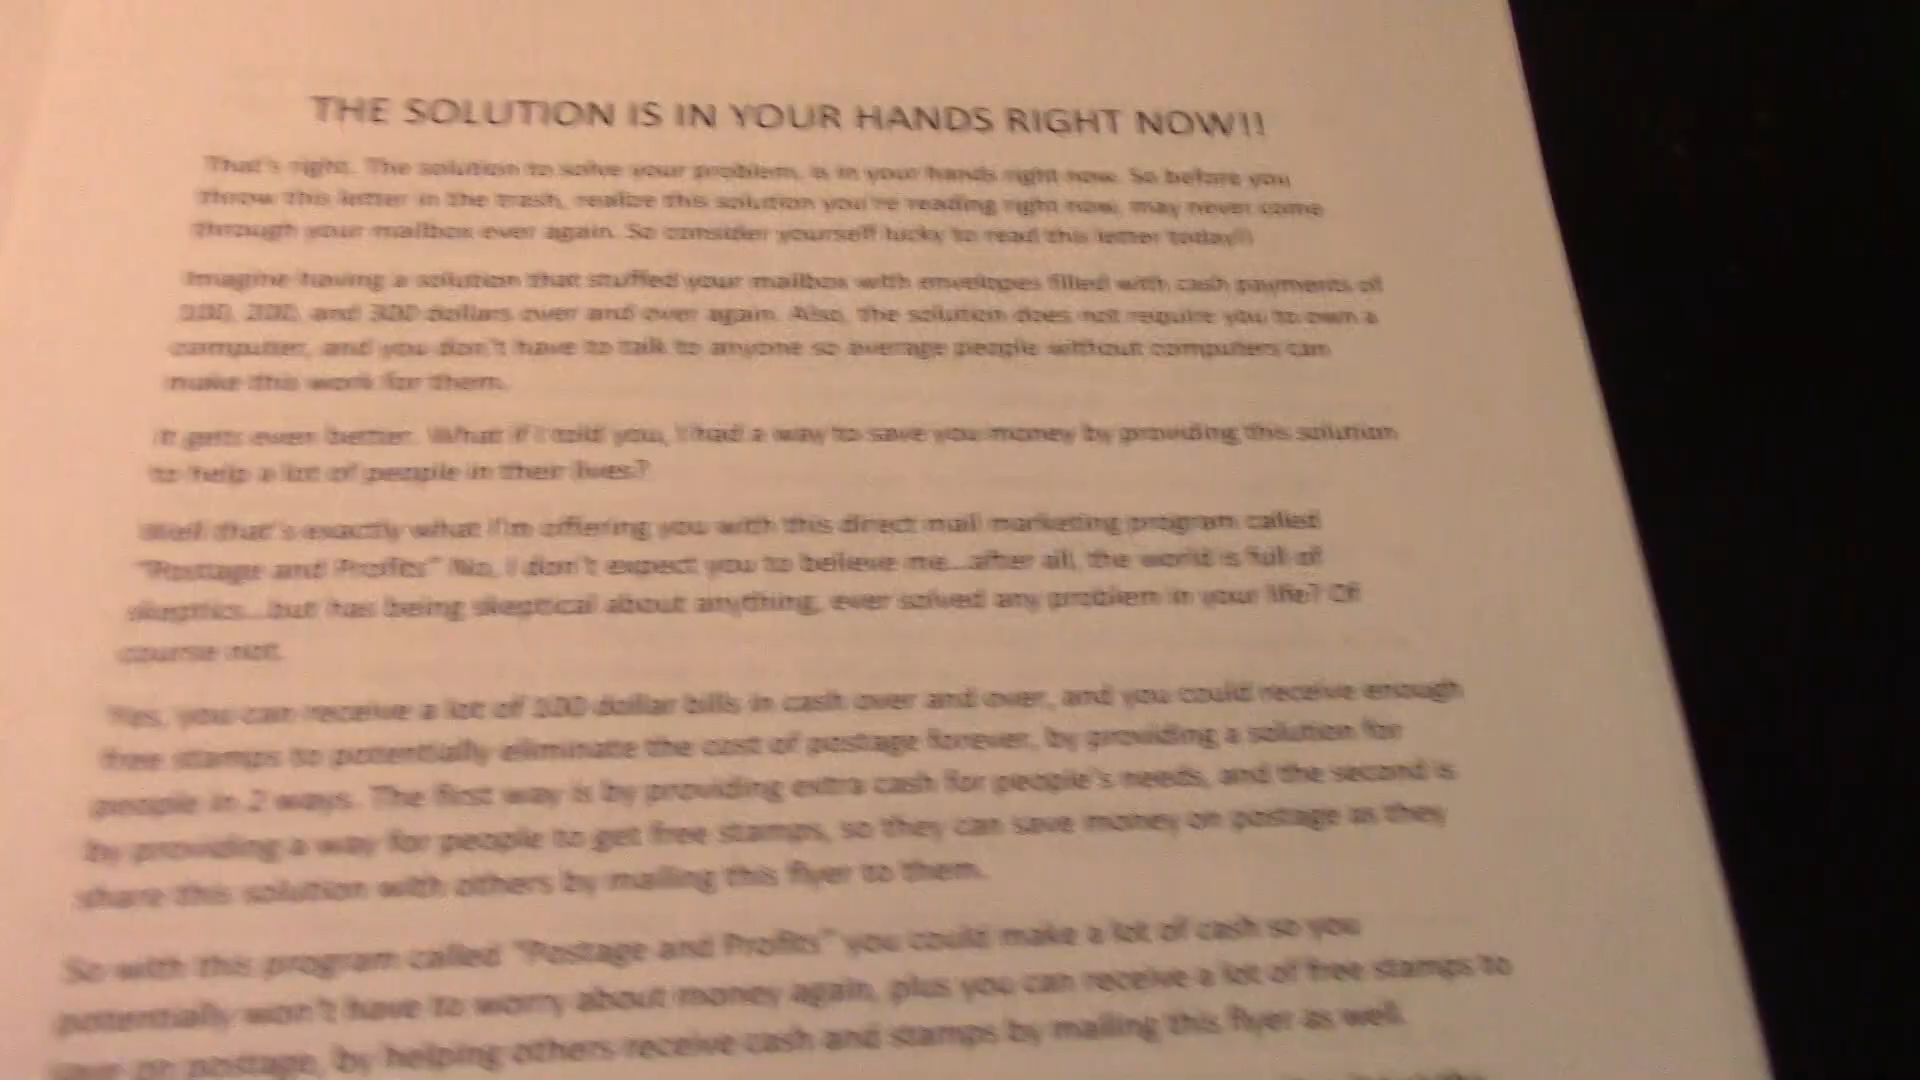 THE SOLUTION IS IN YOUR HANDS RIGHT NOW!!
That's right. The solution to solve your problem, is in your hands right now. So before you
throw this letter in the trash, realize this solution you're reading right now, may never come
through your mailbox ever again. So consider yourself lucky to read this letter today!!
Imagine having a solution that stuffed your mailbox with envelopes filled with cash payments of
100, 200, and 300 dollars over and over again. Also, the solution does not require you to own a
computer, and you don't have to talk to anyone so average people without computers can
make this work for them.
It gets even better. What if I told you, I had a way to save you money by providing this solution
to help a lot of people in their lives?
Well that's exactly what I'm offering you with this direct mail marketing program called
"Postage and Profits" No, I don't expect you to believe me...after all, the world is full of
skeptics...but has being skeptical about anything, ever solved any problem in your life? Of
course not.
Yes, you can receive a lot of 100 dollar bills in cash over and over, and you could receive enough
free stamps to potentially eliminate the cost of postage forever, by providing a solution for
people in 2 ways. The first way is by providing extra cash for people's needs, and the second is
by providing a way for people to get free stamps, so they can save money on postage as they
share this solution with others by mailing this flyer to them.
So with this program called "Postage and Profits" you could make a lot of cash so you
potentially won't have to worry about money again, plus you can receive a lot of free stamps to
save on postage, by helping others receive cash and stamps by mailing this flyer as well.